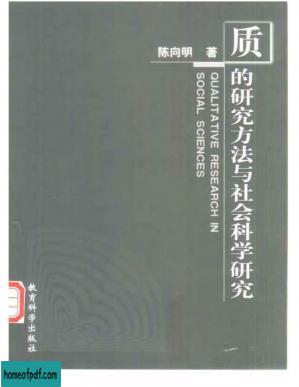 陈向明 著
质的研究方法与社会科学研究
QUALITATIVE RESEARCH IN
SOCIAL SCIENCES
教育科学出版社
homeofpdf.com